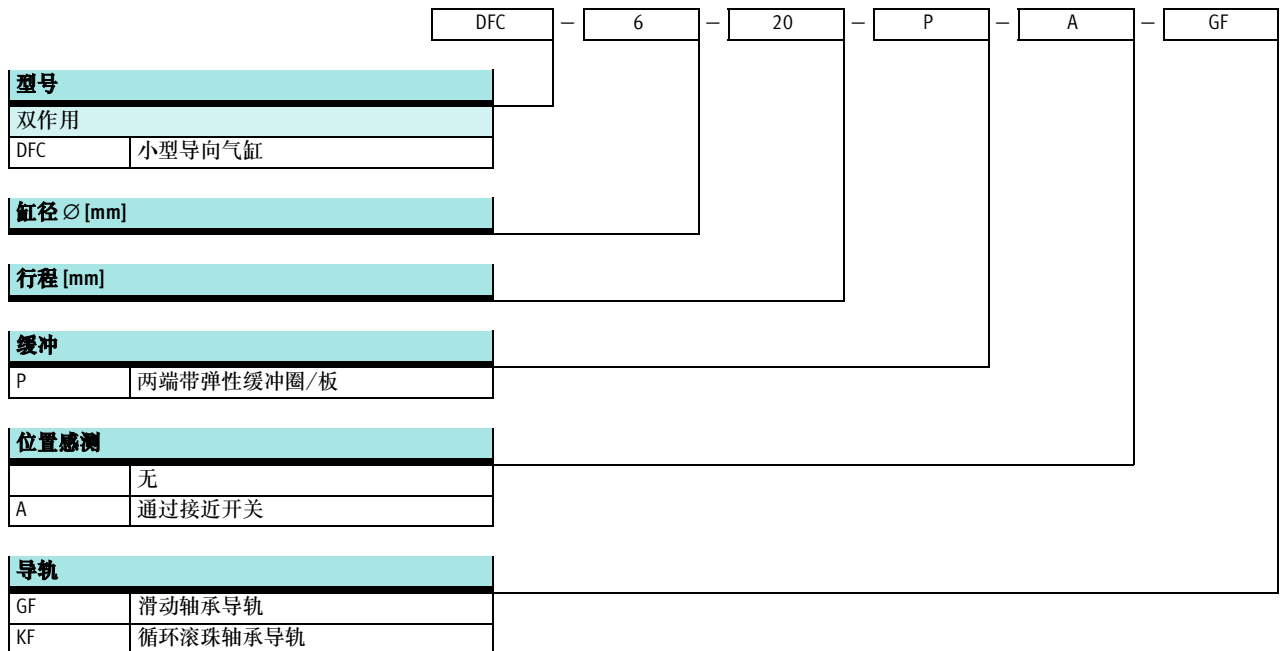 DFC – 6 – 20 – P – A – GF
型号
双作用
DFC 小型导向气缸
缸径 ∅ [mm]
行程 [mm]
缓冲
P 两端带弹性缓冲圈/板
位置感测
无
A 通过接近开关
导轨
GF 滑动轴承导轨
KF 循环滚珠轴承导轨